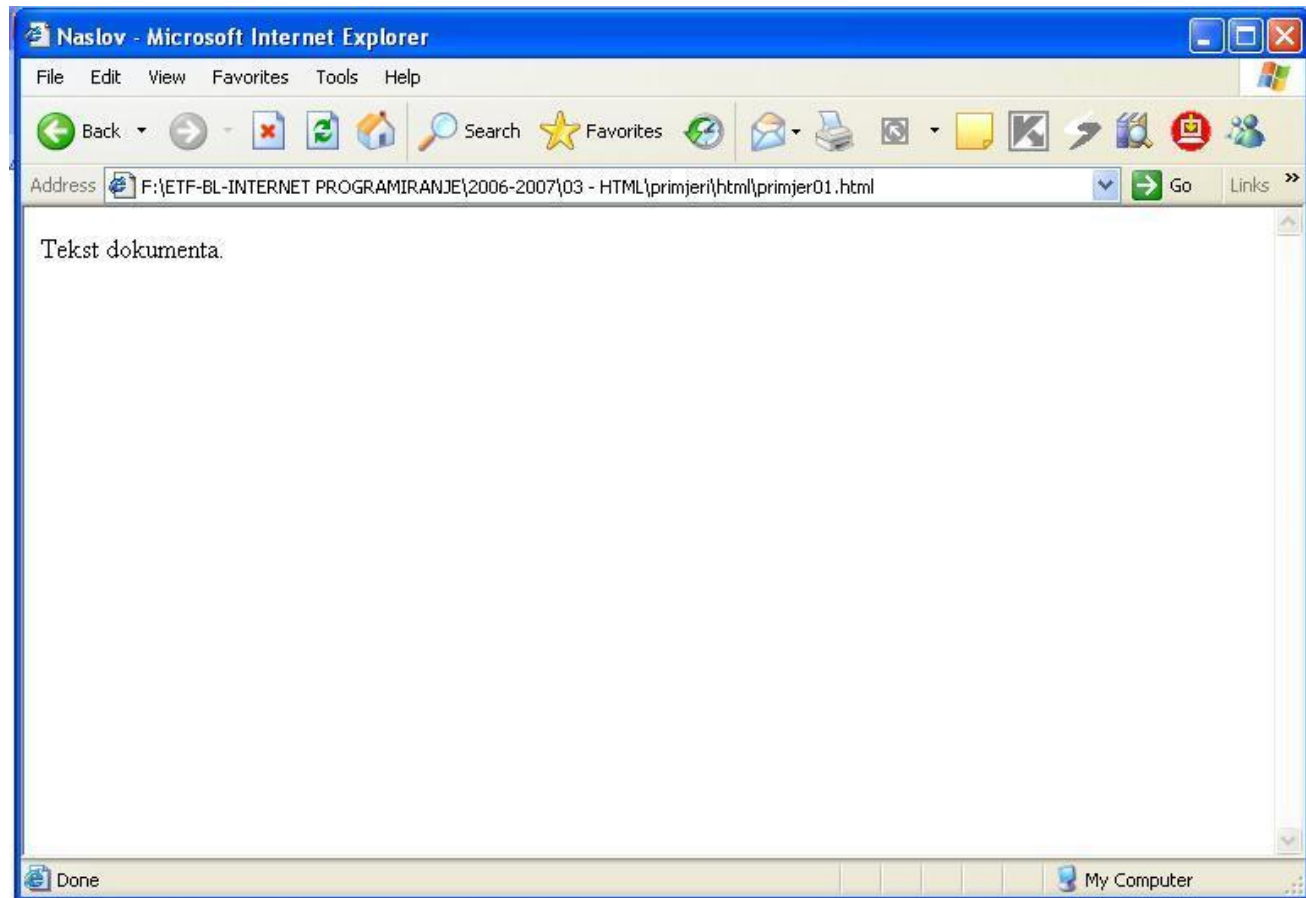 Naslov - Microsoft Internet Explorer
File Edit View Favorites Tools Help
Back Search Favorites
Address F:\ETF-BL-INTERNET PROGRAMIRANJE\2006-2007\03 - HTML\primjeri\html\primjer01.html Go Links »
Tekst dokumenta.
Done My Computer